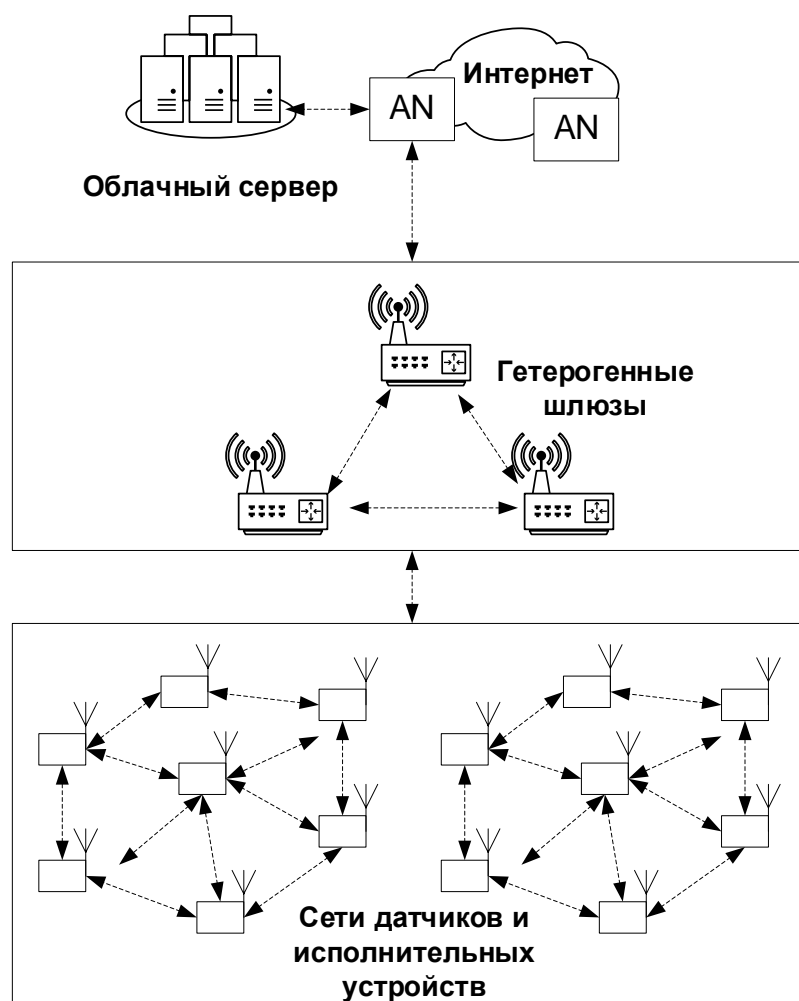 Интернет
AN
AN
Облачный сервер
Гетерогенные
шлюзы
Сети датчиков и
исполнительных
устройств